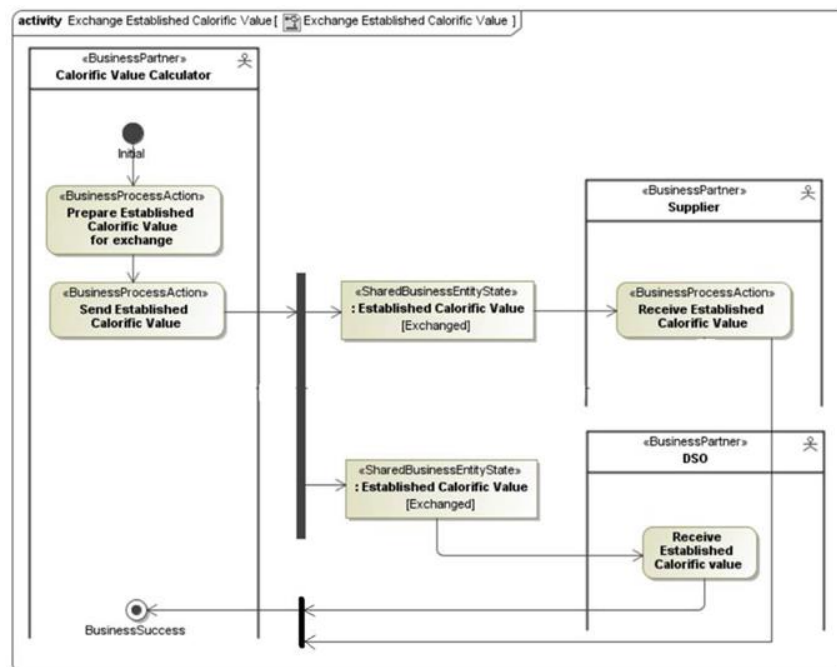 activity Exchange Established Calorific Value[ Exchange Established Calorific Value ]
«BusinessPartner»
Calorific Value Calculator
Initial
«BusinessProcessAction»
Prepare Established
Calorific Value
for exchange
«BusinessProcessAction»
Send Established
Calorific Value
«SharedBusinessEntityState»
: Established Calorific Value
[Exchanged]
«BusinessPartner»
Supplier
«BusinessProcessAction»
Receive Established
Calorific Value
«SharedBusinessEntityState»
: Established Calorific Value
[Exchanged]
«BusinessPartner»
DSO
Receive
Established
Calorific value
BusinessSuccess